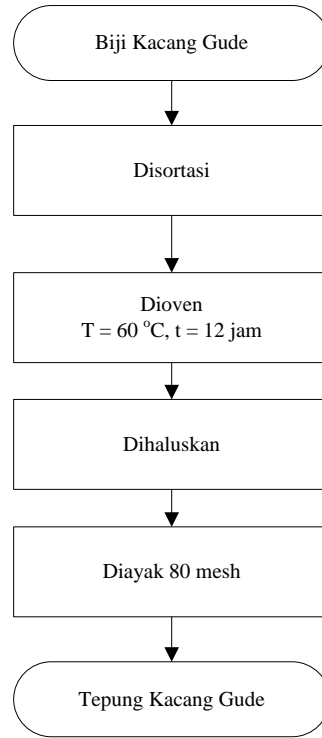 Biji Kacang Gude
Disortasi
Dioven
T = 60 °C, t = 12 jam
Dihaluskan
Diayak 80 mesh
Tepung Kacang Gude